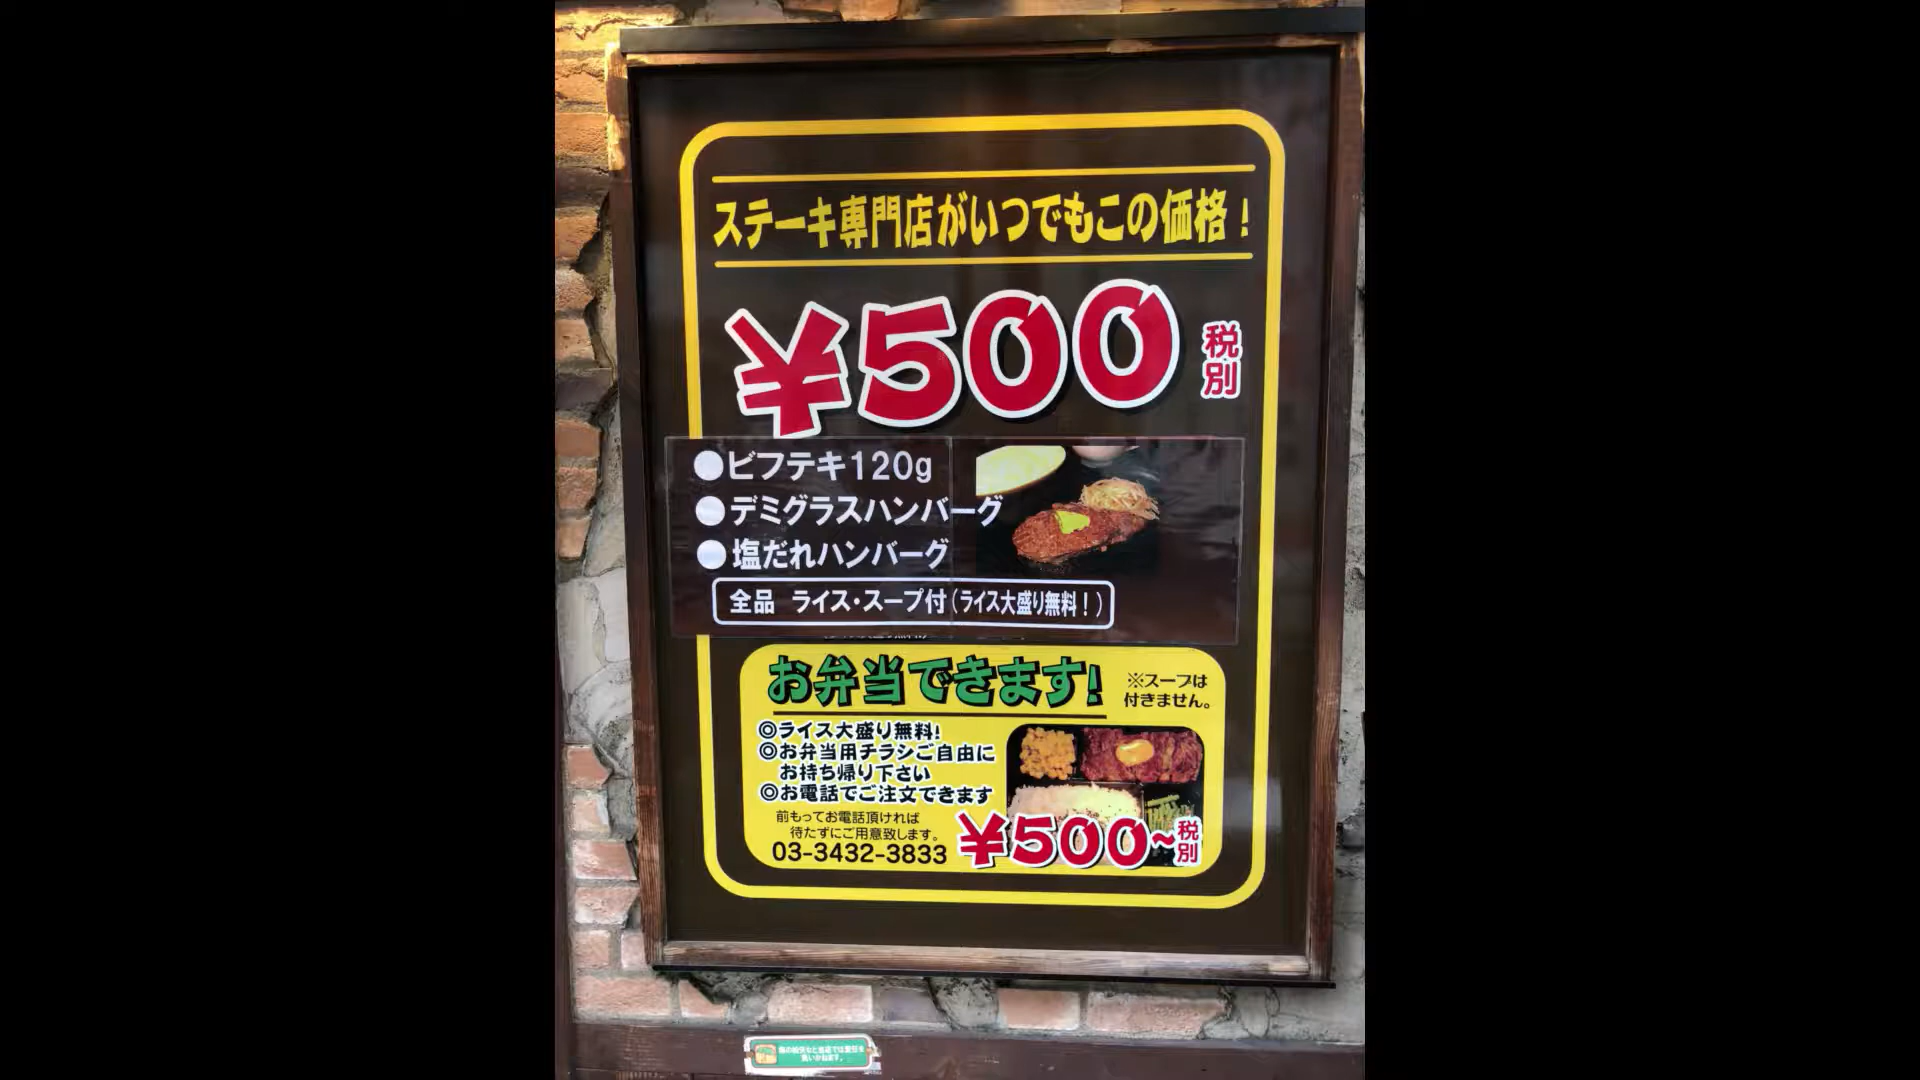 ステーキ専門店がいつでもこの価格!
¥500 税別
●ビフテキ120g
●デミグラスハンバーグ
●塩だれハンバーグ
全品 ライス・スープ付(ライス大盛り無料!)
お弁当できます!
※スープは
付きません。
◎ライス大盛り無料!
◎お弁当用チラシご自由に
お持ち帰り下さい
◎お電話でご注文できます
前もってお電話頂ければ
待たずにご用意致します。
03-3432-3833
¥500~税別